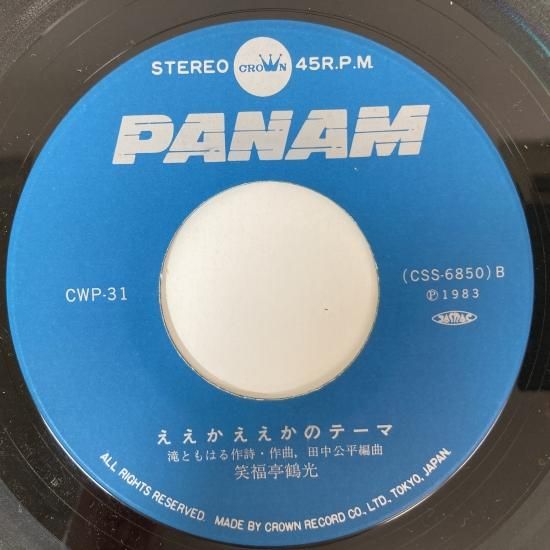 STEREO CROWN 45R.P.M.
PANAM
CWP-31
(CSS-6850) B
Ⓟ1983
JASRAC
ええかええかのテーマ
滝ともはる作詩・作曲, 田中公平編曲
笑福亭鶴光
ALL RIGHTS RESERVED. MADE BY CROWN RECORD CO., LTD., TOKYO, JAPAN.